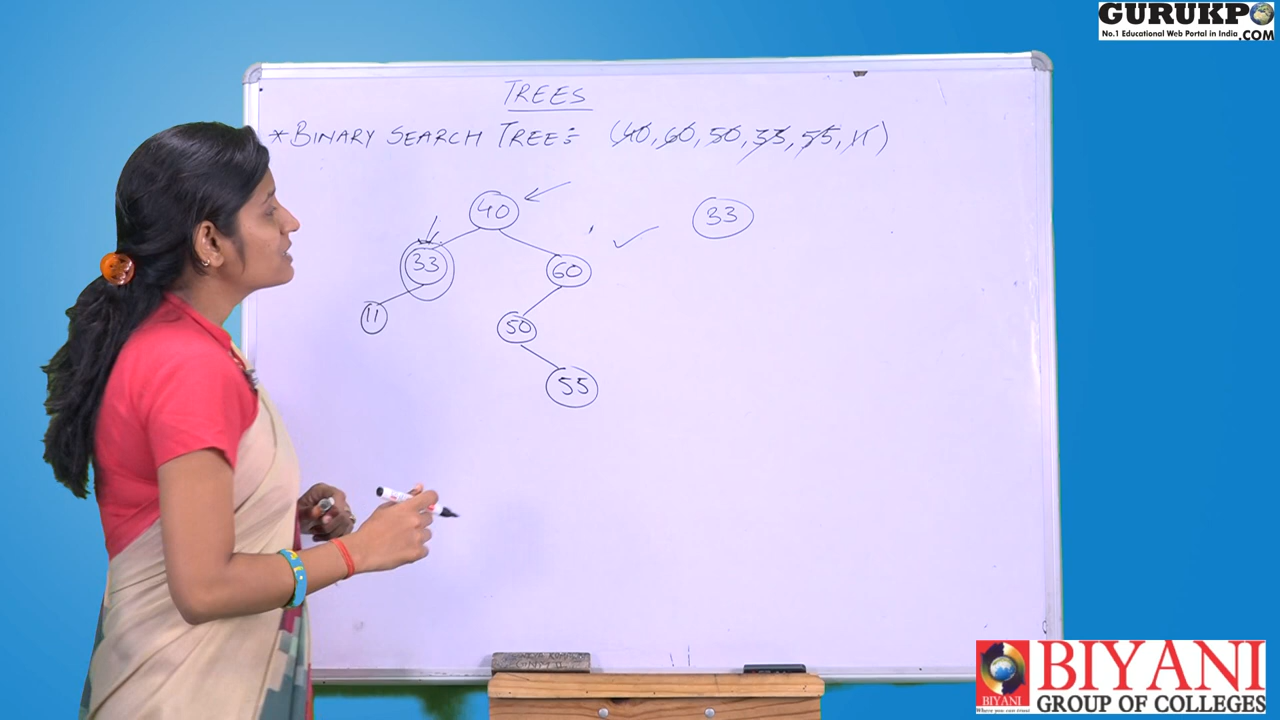 GURUKPO
No.1 Educational Web Portal in India .COM
TREES
*BINARY SEARCH TREE:- (40, 60, 50, 33, 55, 11)
40
33
33
60
11
50
55
BIYANI
BIYANI
GROUP OF COLLEGES